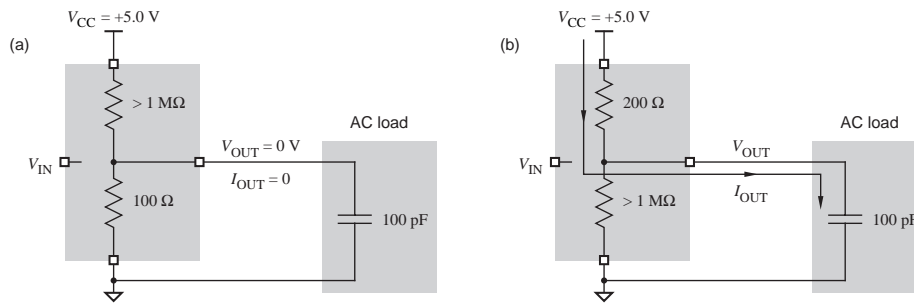 (a)
V_CC = +5.0 V
> 1 MΩ
V_IN
V_OUT = 0 V
I_OUT = 0
100 Ω
AC load
100 pF
(b)
V_CC = +5.0 V
200 Ω
V_IN
V_OUT
I_OUT
> 1 MΩ
AC load
100 pF